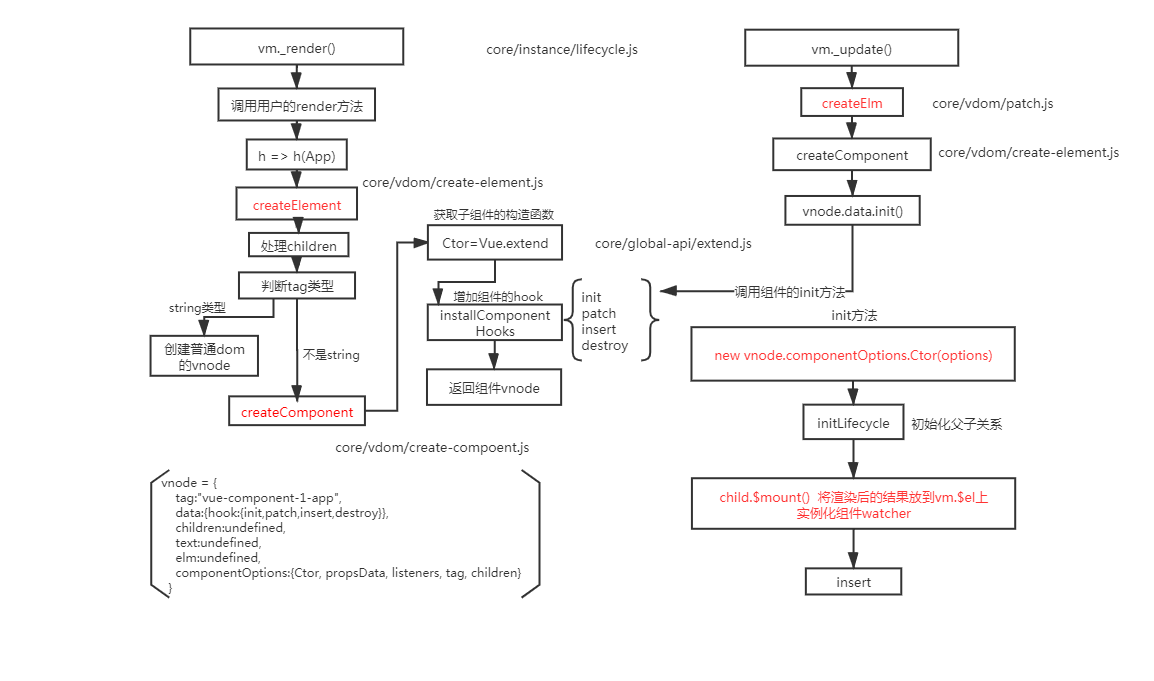 vm._render()
core/instance/lifecycle.js
调用用户的render方法
h => h(App)
core/vdom/create-element.js
createElement
处理children
判断tag类型
string类型
创建普通dom
的vnode
不是string
createComponent
core/vdom/create-compoent.js
获取子组件的构造函数
Ctor=Vue.extend
core/global-api/extend.js
增加组件的hook
installComponent
Hooks
init
patch
insert
destroy
返回组件vnode
vnode = {
tag:"vue-component-1-app",
data:{hook:{init,patch,insert,destroy}},
children:undefined,
text:undefined,
elm:undefined,
componentOptions:{Ctor, propsData, listeners, tag, children}
}
vm._update()
createElm
core/vdom/patch.js
createComponent
core/vdom/create-element.js
vnode.data.init()
调用组件的init方法
init方法
new vnode.componentOptions.Ctor(options)
initLifecycle
初始化父子关系
child.$mount() 将渲染后的结果放到vm.$el上
实例化组件watcher
insert